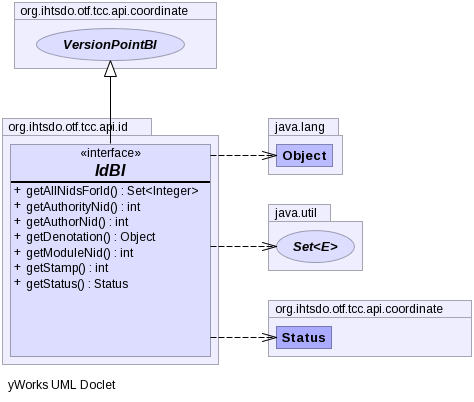 org.ihtsdo.otf.tcc.api.coordinate
VersionPointBI
org.ihtsdo.otf.tcc.api.id
«interface»
IdBI
+ getAllNidsForId() : Set<Integer>
+ getAuthorityNid() : int
+ getAuthorNid() : int
+ getDenotation() : Object
+ getModuleNid() : int
+ getStamp() : int
+ getStatus() : Status
java.lang
Object
java.util
Set<E>
org.ihtsdo.otf.tcc.api.coordinate
Status
yWorks UML Doclet